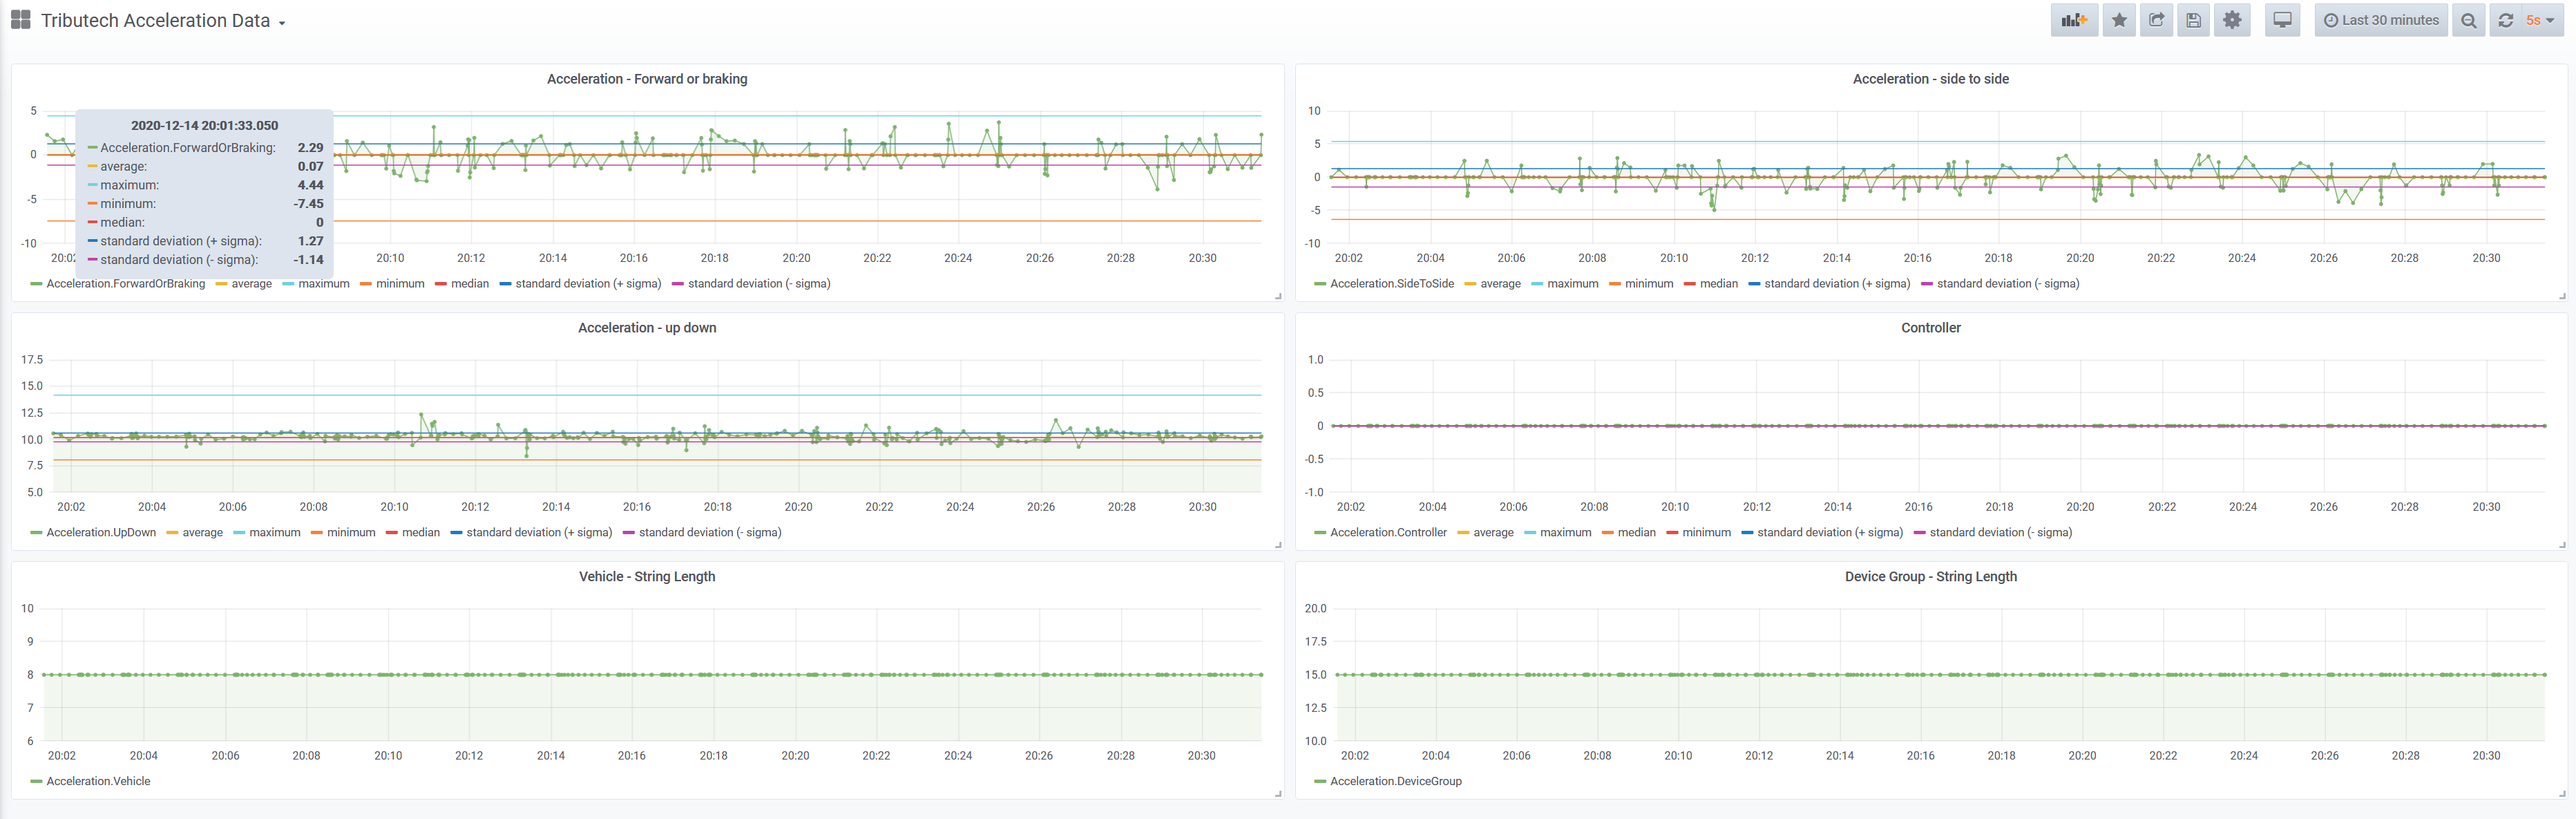 Tributech Acceleration Data
Last 30 minutes
5s
Acceleration - Forward or braking
5
0
-5
-10
2020-12-14 20:01:33.050
Acceleration.ForwardOrBraking: 2.29
average: 0.07
maximum: 4.44
minimum: -7.45
median: 0
standard deviation (+ sigma): 1.27
standard deviation (- sigma): -1.14
20:10 20:12 20:14 20:16 20:18 20:20 20:22 20:24 20:26 20:28 20:30
Acceleration.ForwardOrBraking average maximum minimum median standard deviation (+ sigma) standard deviation (- sigma)
Acceleration - side to side
10
5
0
-5
-10
20:02 20:04 20:06 20:08 20:10 20:12 20:14 20:16 20:18 20:20 20:22 20:24 20:26 20:28 20:30
Acceleration.SideToSide average maximum minimum median standard deviation (+ sigma) standard deviation (- sigma)
Acceleration - up down
17.5
15.0
12.5
10.0
7.5
5.0
20:02 20:04 20:06 20:08 20:10 20:12 20:14 20:16 20:18 20:20 20:22 20:24 20:26 20:28 20:30
Acceleration.UpDown average maximum minimum median standard deviation (+ sigma) standard deviation (- sigma)
Controller
1.0
0.5
0
-0.5
-1.0
20:02 20:04 20:06 20:08 20:10 20:12 20:14 20:16 20:18 20:20 20:22 20:24 20:26 20:28 20:30
Acceleration.Controller average maximum median minimum standard deviation (+ sigma) standard deviation (- sigma)
Vehicle - String Length
10
9
8
7
6
20:02 20:04 20:06 20:08 20:10 20:12 20:14 20:16 20:18 20:20 20:22 20:24 20:26 20:28 20:30
Acceleration.Vehicle
Device Group - String Length
20.0
17.5
15.0
12.5
10.0
20:02 20:04 20:06 20:08 20:10 20:12 20:14 20:16 20:18 20:20 20:22 20:24 20:26 20:28 20:30
Acceleration.DeviceGroup